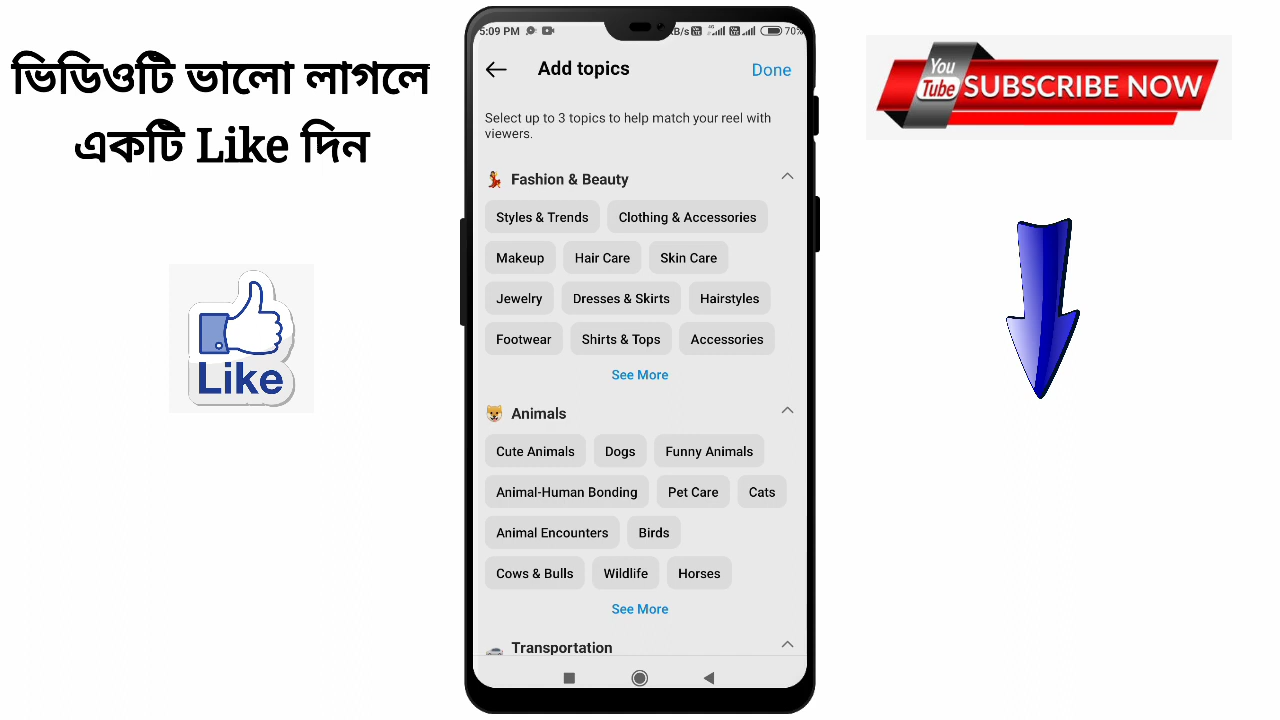 ভিডিওটি ভালো লাগলে
একটি Like দিন
Like
5:09 PM
KB/s
4G
70%
Add topics
Done
Select up to 3 topics to help match your reel with
viewers.
Fashion & Beauty
Styles & Trends Clothing & Accessories
Makeup Hair Care Skin Care
Jewelry Dresses & Skirts Hairstyles
Footwear Shirts & Tops Accessories
See More
Animals
Cute Animals Dogs Funny Animals
Animal-Human Bonding Pet Care Cats
Animal Encounters Birds
Cows & Bulls Wildlife Horses
See More
Transportation
You
Tube SUBSCRIBE NOW